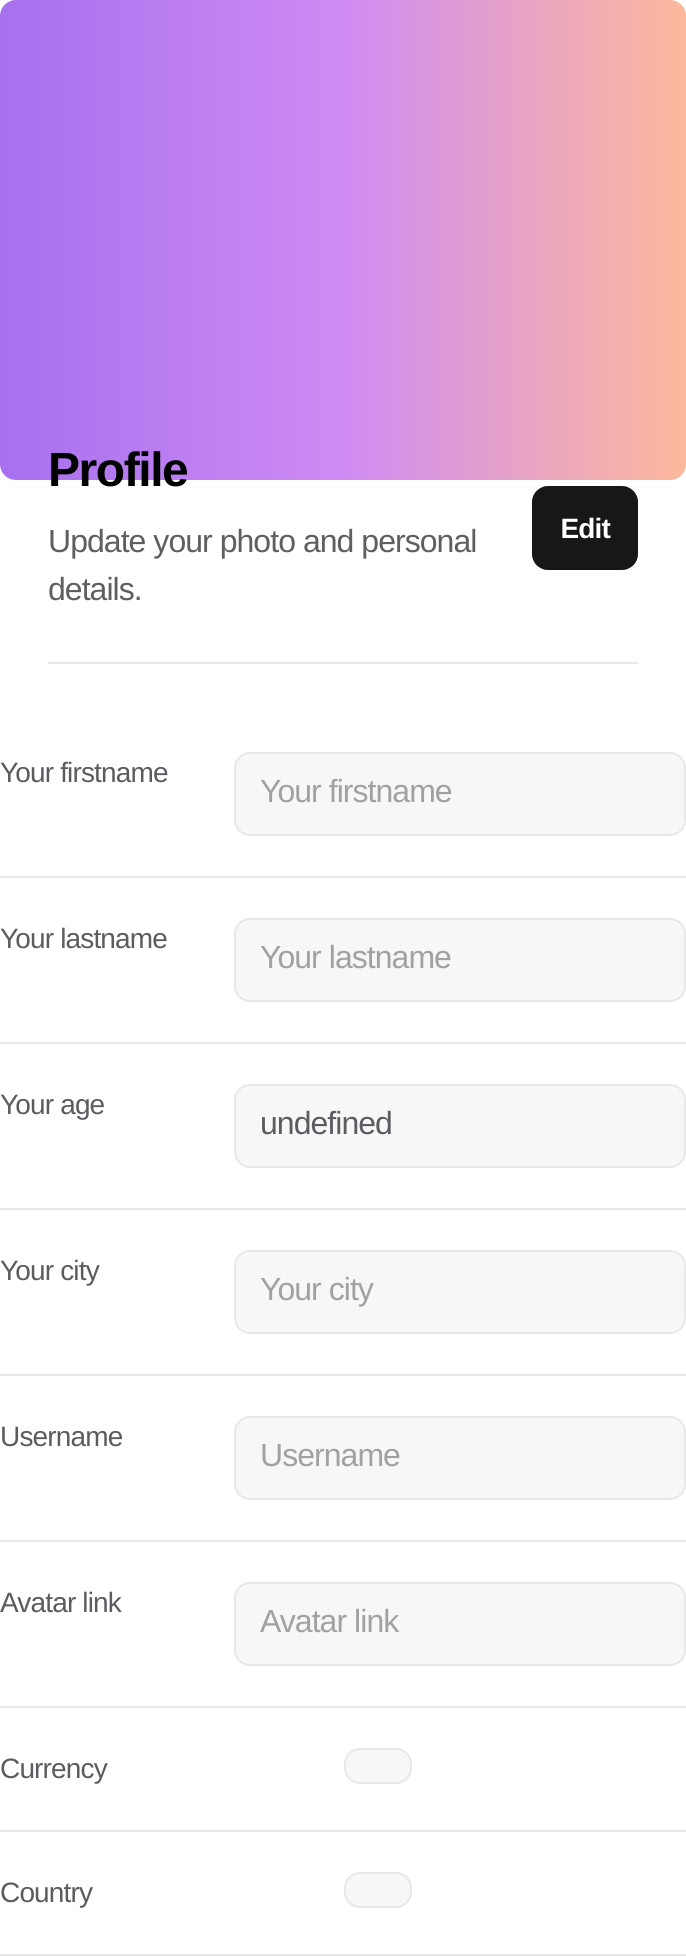 Profile
Update your photo and personal
details.
Edit
Your firstname
Your firstname
Your lastname
Your lastname
Your age
undefined
Your city
Your city
Username
Username
Avatar link
Avatar link
Currency
Country